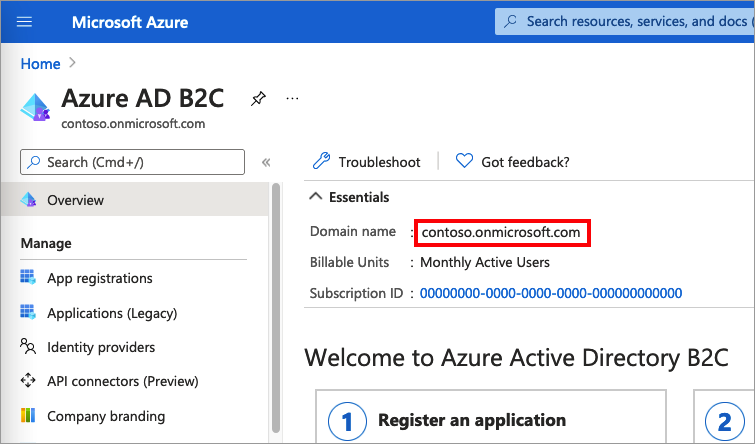 Microsoft Azure
Search resources, services, and docs (
Home
Azure AD B2C
...
contoso.onmicrosoft.com
Search (Cmd+/)
«
Overview
Manage
App registrations
Applications (Legacy)
Identity providers
API connectors (Preview)
Company branding
Troubleshoot
Got feedback?
Essentials
Domain name : contoso.onmicrosoft.com
Billable Units : Monthly Active Users
Subscription ID : 00000000-0000-0000-0000-000000000000
Welcome to Azure Active Directory B2C
1 Register an application
2